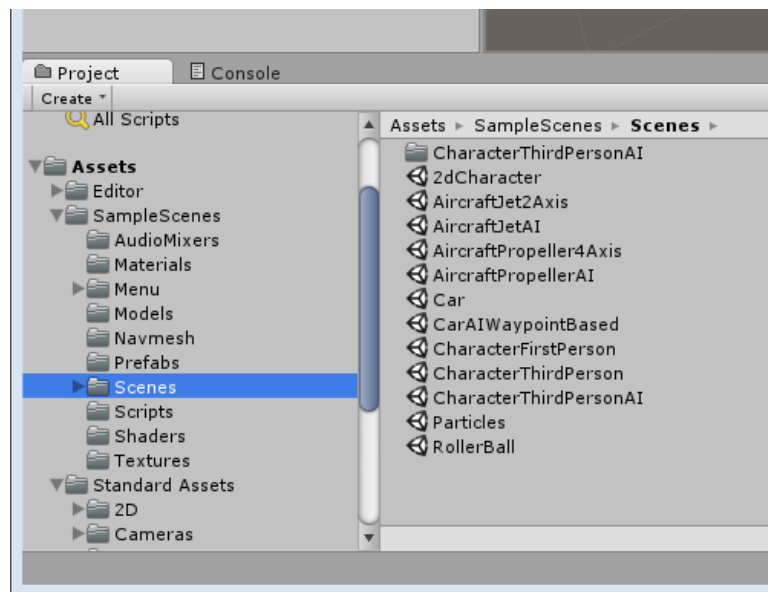 Project
Console
Create
All Scripts
Assets
Editor
SampleScenes
AudioMixers
Materials
Menu
Models
Navmesh
Prefabs
Scenes
Scripts
Shaders
Textures
Standard Assets
2D
Cameras
Assets SampleScenes Scenes
CharacterThirdPersonAI
2dCharacter
AircraftJet2Axis
AircraftJetAI
AircraftPropeller4Axis
AircraftPropellerAI
Car
CarAIWaypointBased
CharacterFirstPerson
CharacterThirdPerson
CharacterThirdPersonAI
Particles
RollerBall